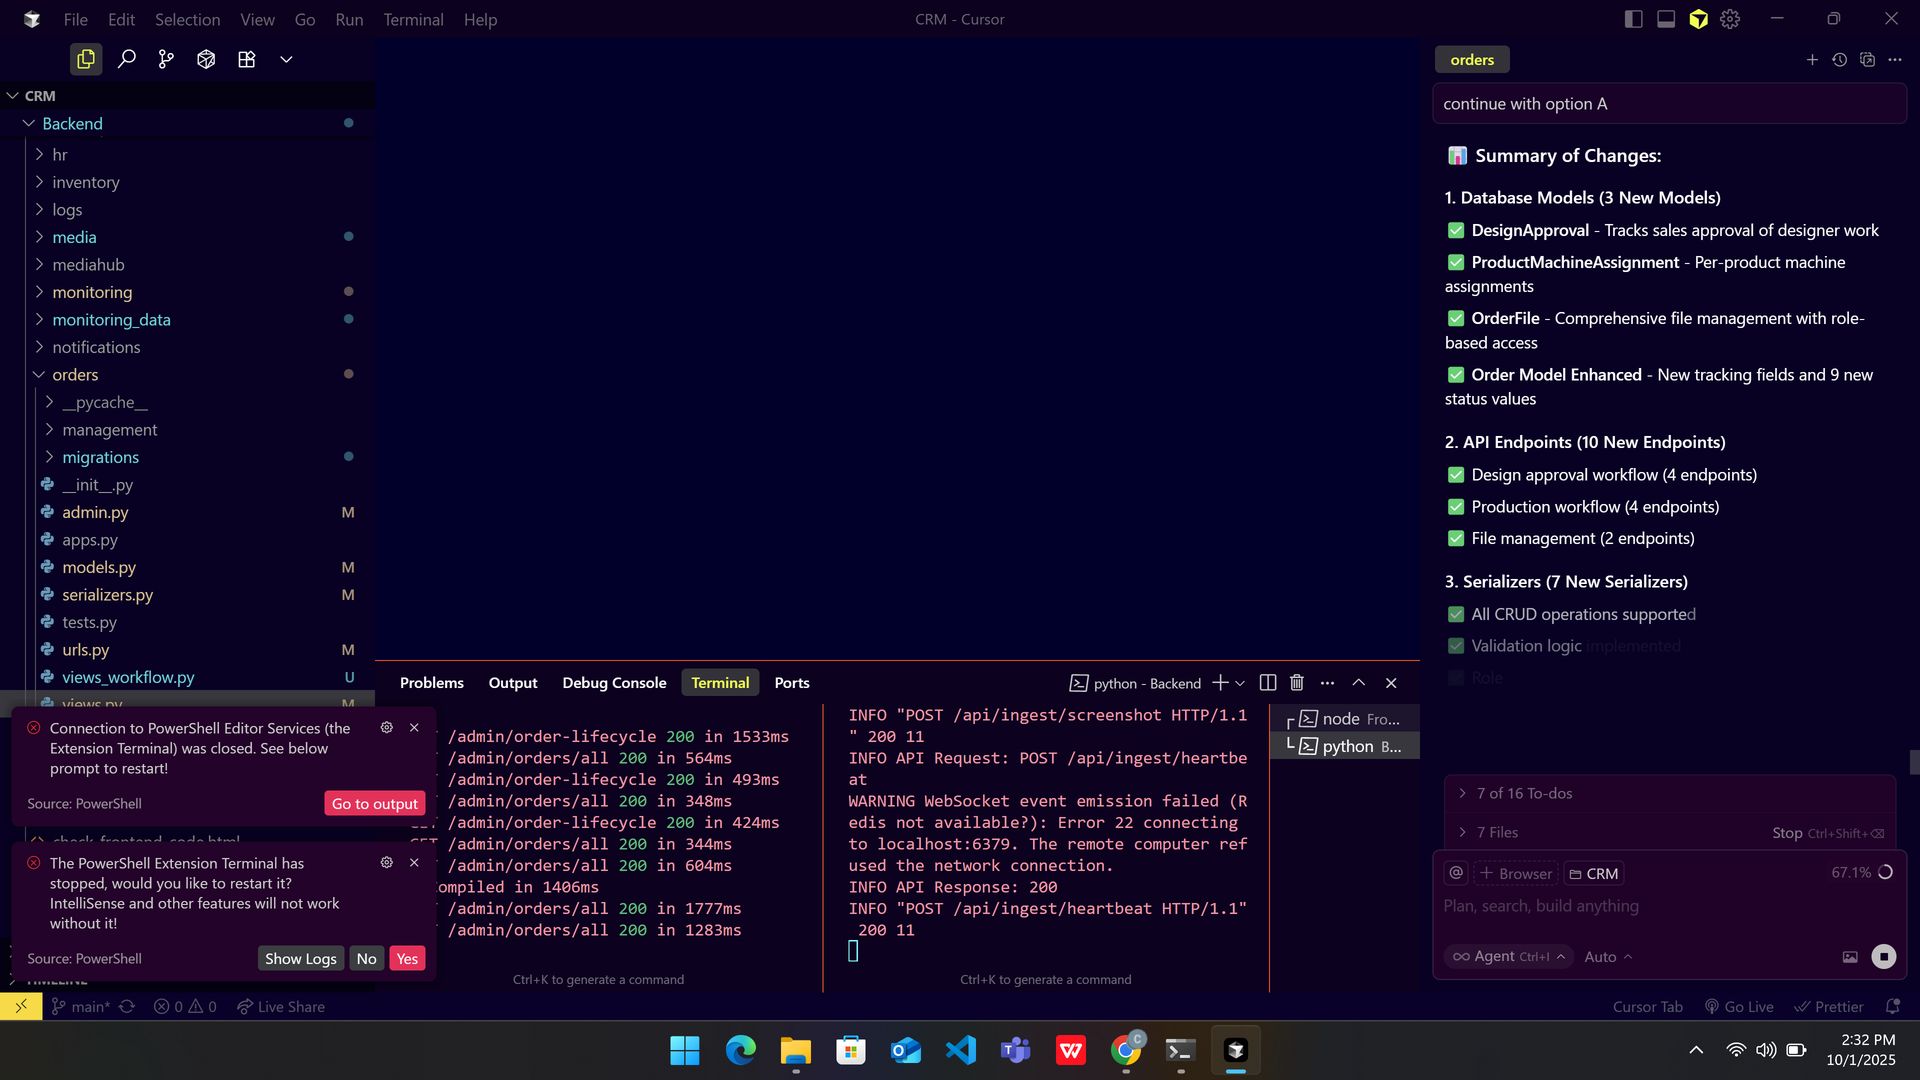 File Edit Selection View Go Run Terminal Help
CRM - Cursor
CRM
Backend
hr
inventory
logs
media
mediahub
monitoring
monitoring_data
notifications
orders
__pycache__
management
migrations
__init__.py
admin.py M
apps.py
models.py M
serializers.py M
tests.py
urls.py M
views_workflow.py U
views.py M
Connection to PowerShell Editor Services (the
Extension Terminal) was closed. See below
prompt to restart!
Source: PowerShell
Go to output
check_frontend_code.html
The PowerShell Extension Terminal has
stopped, would you like to restart it?
IntelliSense and other features will not work
without it!
Source: PowerShell
Show Logs No Yes
TIMELINE
Problems Output Debug Console Terminal Ports
python - Backend
/admin/order-lifecycle 200 in 1533ms
/admin/orders/all 200 in 564ms
/admin/order-lifecycle 200 in 493ms
/admin/orders/all 200 in 348ms
/admin/order-lifecycle 200 in 424ms
GET /admin/orders/all 200 in 344ms
/admin/orders/all 200 in 604ms
ompiled in 1406ms
/admin/orders/all 200 in 1777ms
/admin/orders/all 200 in 1283ms
Ctrl+K to generate a command
INFO "POST /api/ingest/screenshot HTTP/1.1
" 200 11
INFO API Request: POST /api/ingest/heartbe
at
WARNING WebSocket event emission failed (R
edis not available?): Error 22 connecting
to localhost:6379. The remote computer ref
used the network connection.
INFO API Response: 200
INFO "POST /api/ingest/heartbeat HTTP/1.1"
200 11
Ctrl+K to generate a command
node Fro...
python B...
orders
continue with option A
📊 Summary of Changes:
1. Database Models (3 New Models)
✅ DesignApproval - Tracks sales approval of designer work
✅ ProductMachineAssignment - Per-product machine
assignments
✅ OrderFile - Comprehensive file management with role-
based access
✅ Order Model Enhanced - New tracking fields and 9 new
status values
2. API Endpoints (10 New Endpoints)
✅ Design approval workflow (4 endpoints)
✅ Production workflow (4 endpoints)
✅ File management (2 endpoints)
3. Serializers (7 New Serializers)
✅ All CRUD operations supported
✅ Validation logic implemented
✅ Role
7 of 16 To-dos
7 Files
Stop Ctrl+Shift+⌫
@ + Browser CRM 67.1%
Plan, search, build anything
∞ Agent Ctrl+I Auto
main* 0 0 Live Share
Cursor Tab Go Live Prettier
2:32 PM
10/1/2025